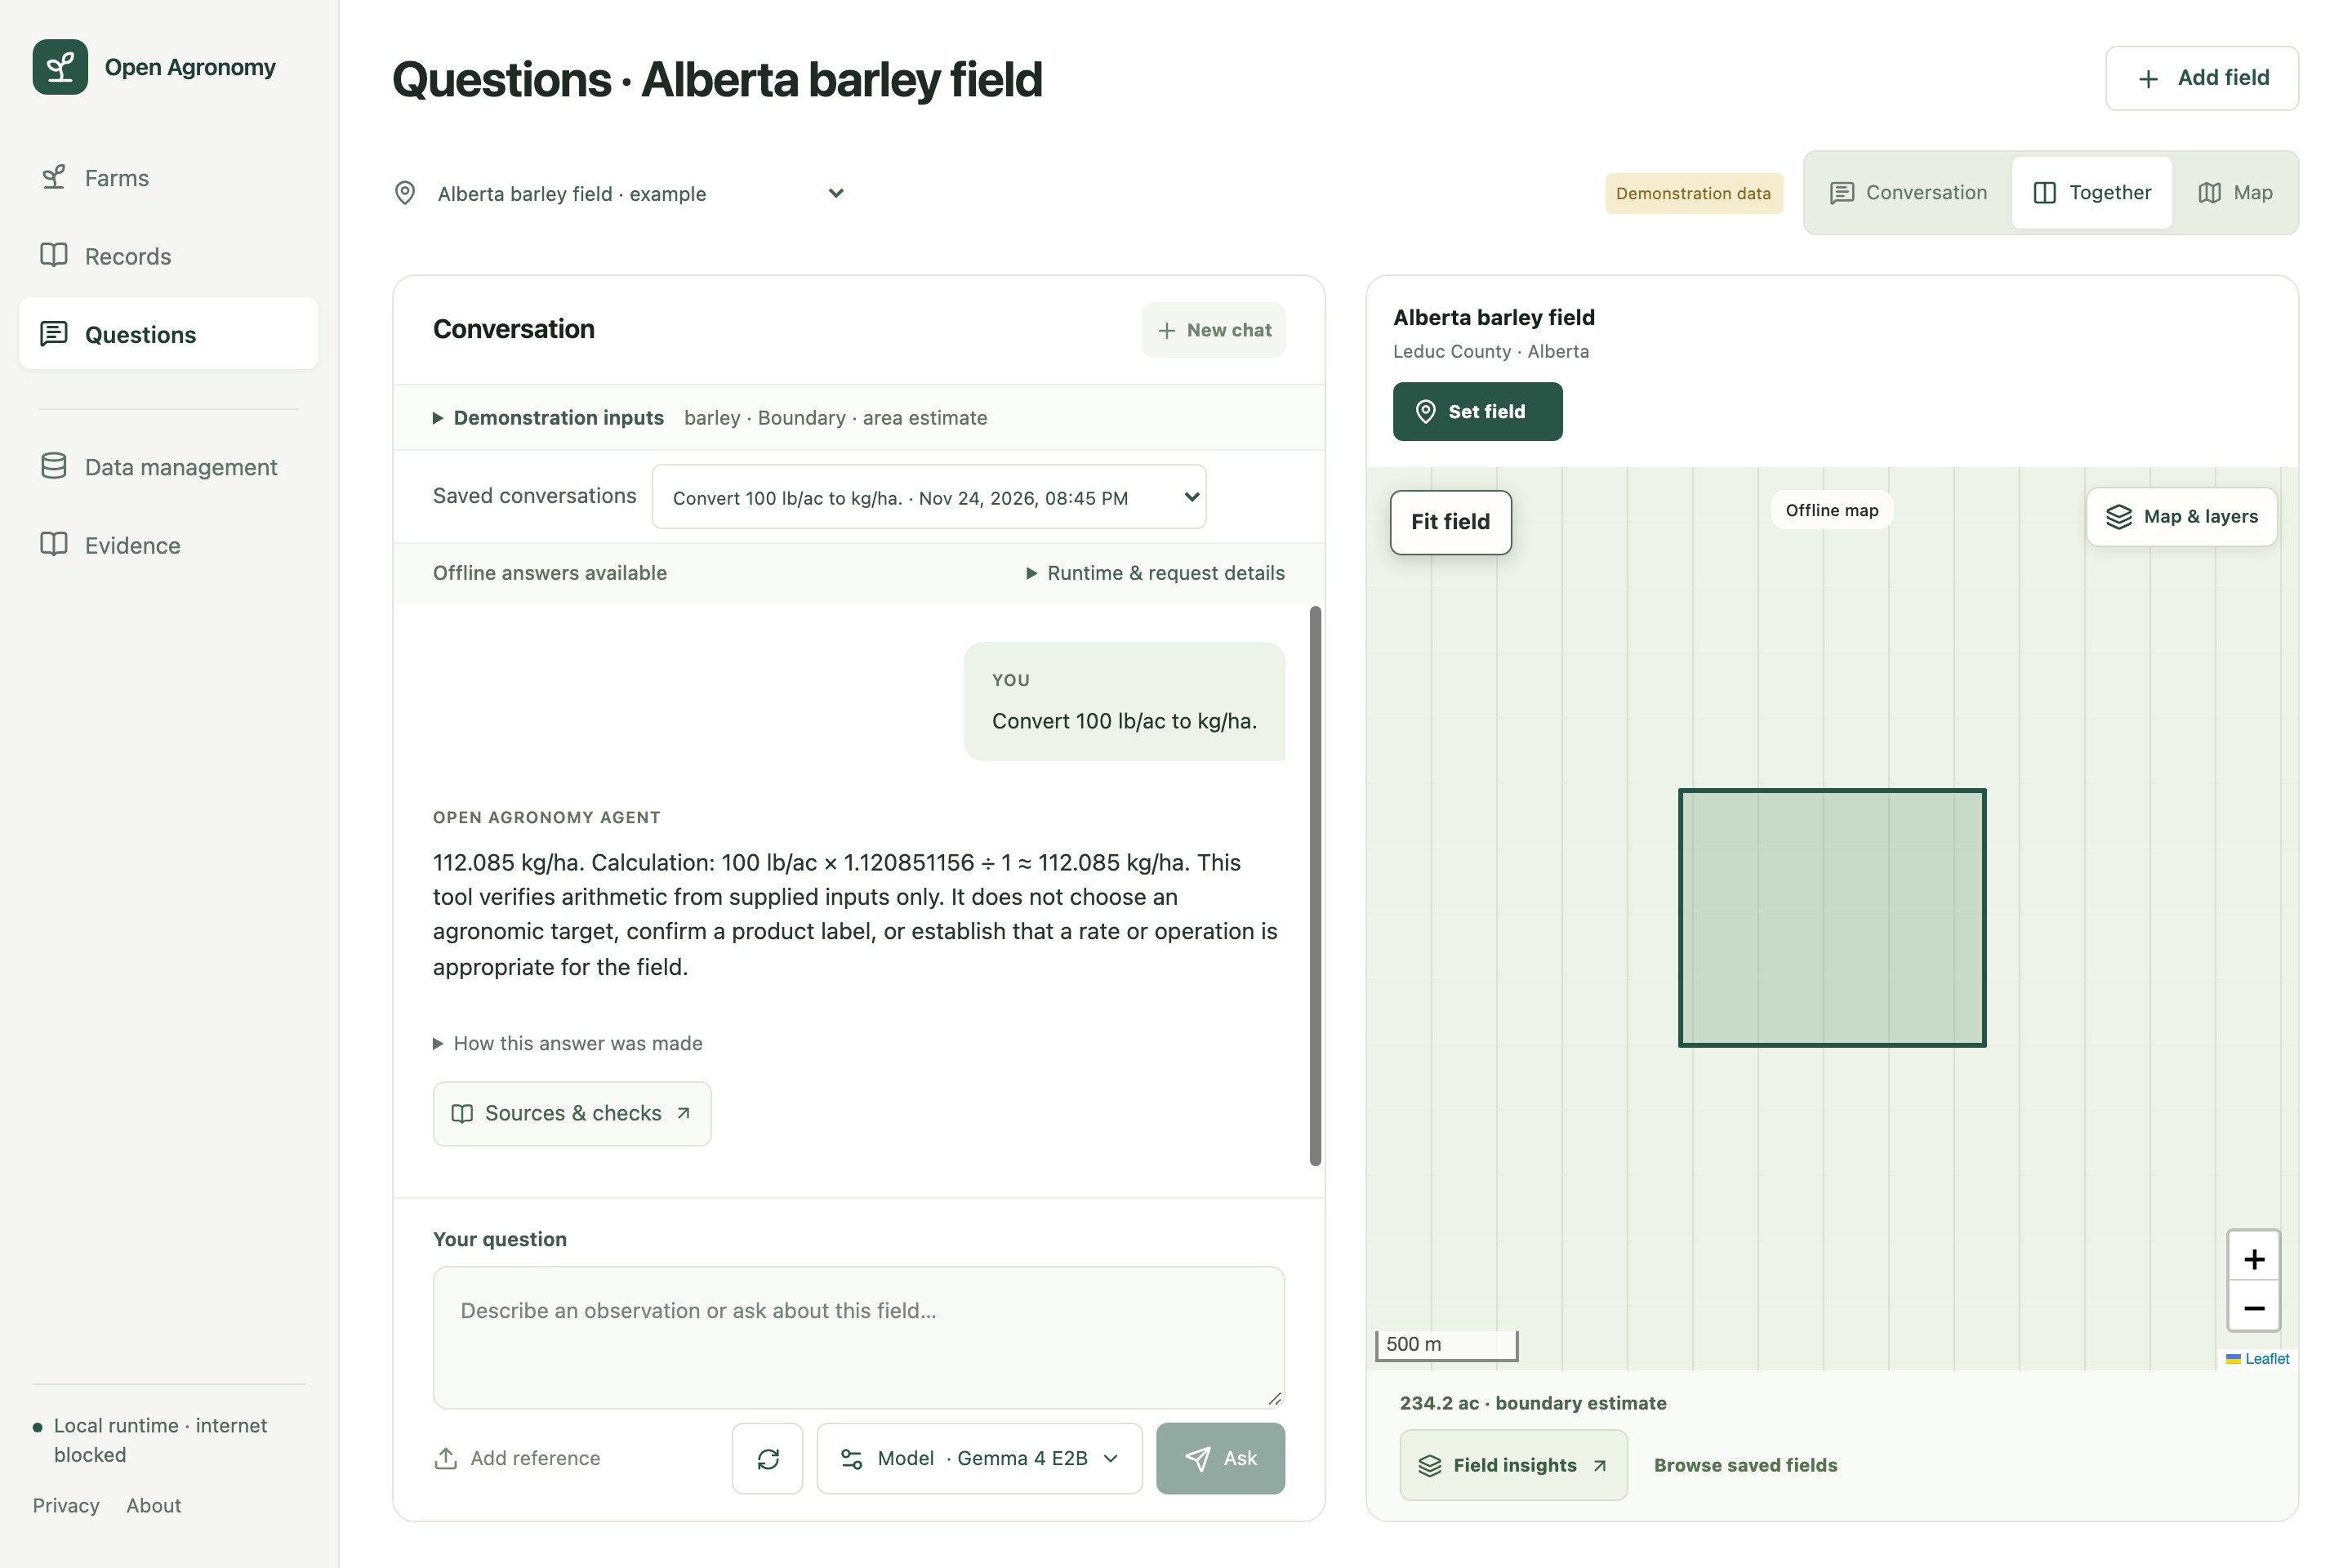 Open Agronomy
Farms
Records
Questions
Data management
Evidence
Local runtime · internet
blocked
Privacy About
Questions · Alberta barley field
Add field
Alberta barley field · example
Demonstration data
Conversation
Together
Map
Conversation
New chat
Demonstration inputs barley · Boundary · area estimate
Saved conversations
Convert 100 lb/ac to kg/ha. · Nov 24, 2026, 08:45 PM
Offline answers available
Runtime & request details
YOU
Convert 100 lb/ac to kg/ha.
OPEN AGRONOMY AGENT
112.085 kg/ha. Calculation: 100 lb/ac × 1.120851156 ÷ 1 ≈ 112.085 kg/ha. This
tool verifies arithmetic from supplied inputs only. It does not choose an
agronomic target, confirm a product label, or establish that a rate or operation is
appropriate for the field.
How this answer was made
Sources & checks
Your question
Describe an observation or ask about this field...
Add reference
Model · Gemma 4 E2B
Ask
Alberta barley field
Leduc County · Alberta
Set field
Fit field
Offline map
Map & layers
+
−
500 m
Leaflet
234.2 ac · boundary estimate
Field insights
Browse saved fields